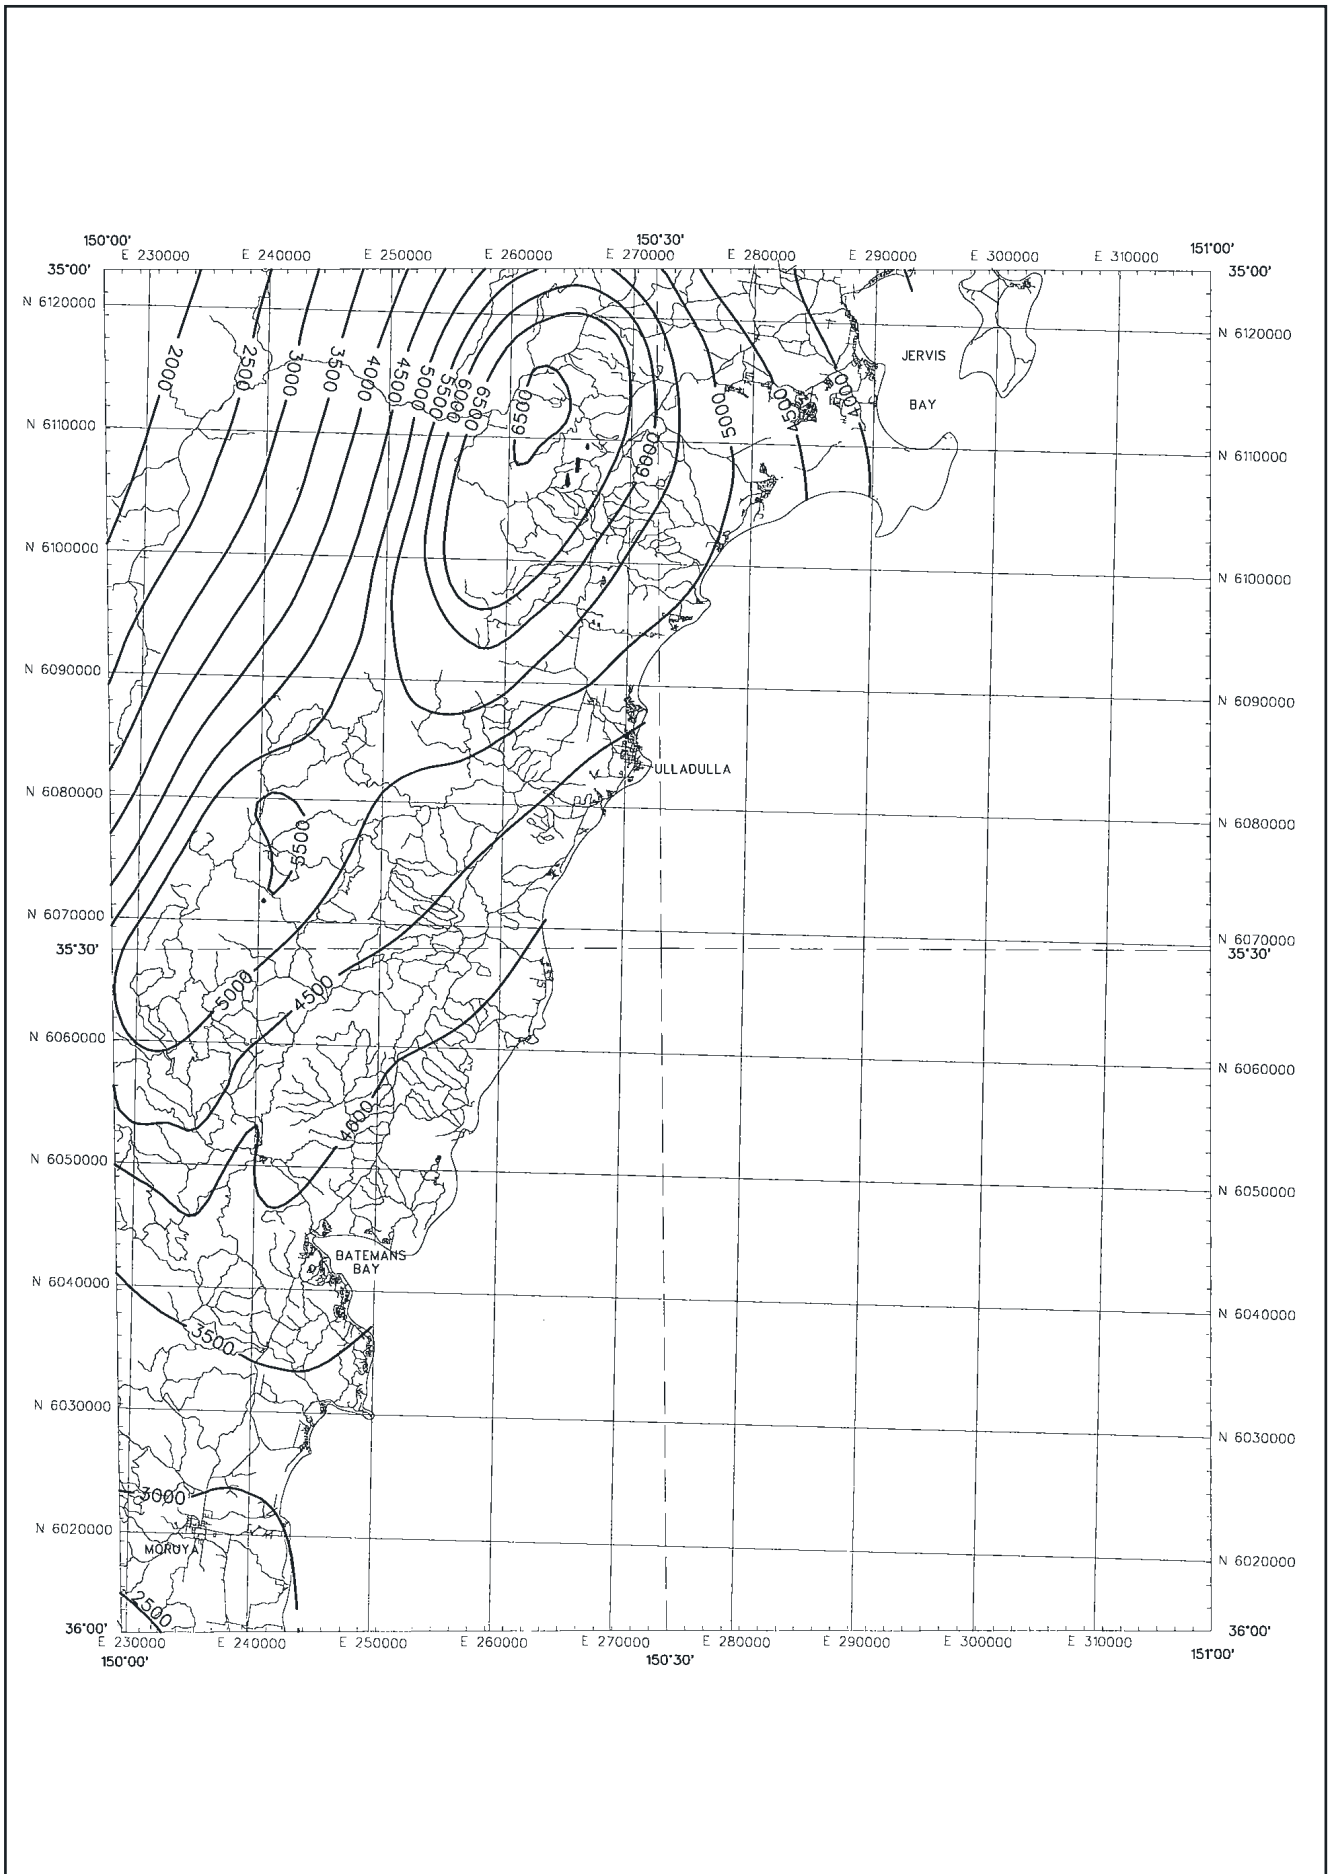 150°00' 150°30' 151°00'
E 230000 E 240000 E 250000 E 260000 E 270000 E 280000 E 290000 E 300000 E 310000
35°00' 35°00'
N 6120000 N 6120000
JERVIS
BAY
2000 2500 3000 3500 4000 4500 5000 5500 6000 6500 6500 6000 5000 4500 4000
N 6110000 N 6110000
N 6100000 N 6100000
N 6090000 N 6090000
ULLADULLA
N 6080000 N 6080000
5500
N 6070000 N 6070000
35°30' 35°30'
5000 4500
N 6060000 N 6060000
4000
N 6050000 N 6050000
BATEMANS
BAY
N 6040000 N 6040000
3500
N 6030000 N 6030000
3000
N 6020000 N 6020000
MORUYA
2500
36°00' 36°00'
E 230000 E 240000 E 250000 E 260000 E 270000 E 280000 E 290000 E 300000 E 310000
150°00' 150°30' 151°00'